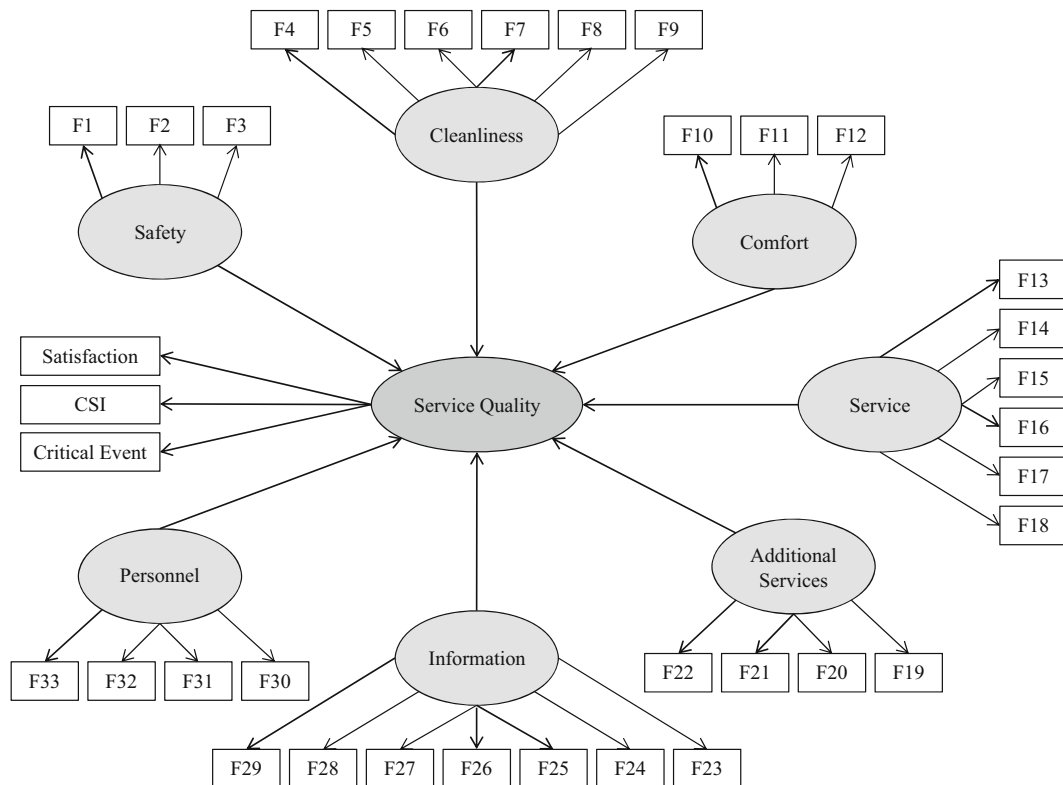 F4
F5
F6
F7
F8
F9
F1
F2
F3
Cleanliness
F10
F11
F12
Safety
Comfort
F13
F14
Satisfaction
F15
CSI
Service Quality
Service
F16
Critical Event
F17
F18
Personnel
Additional
Services
Information
F33
F32
F31
F30
F22
F21
F20
F19
F29
F28
F27
F26
F25
F24
F23